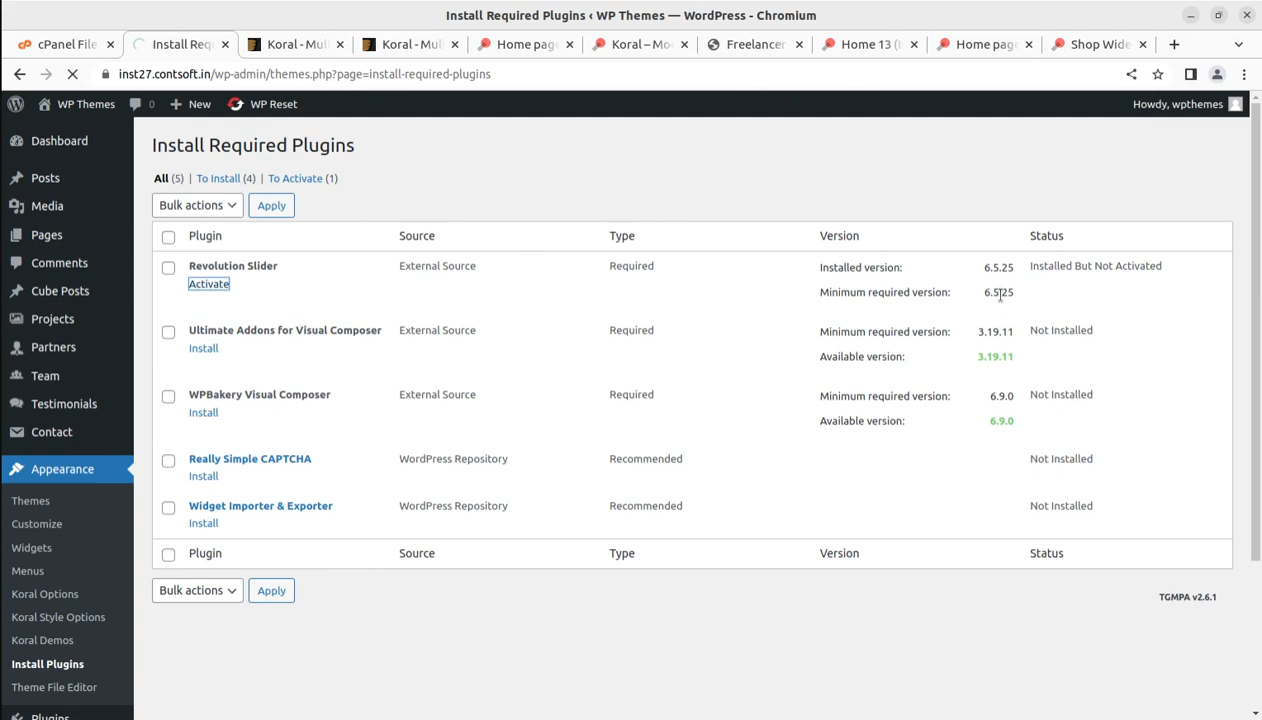 Install Required Plugins ‹ WP Themes — WordPress - Chromium
cPanel File
Install Req
Koral - Mul
Koral - Mul
Home pag
Koral – Mo
Freelancer
Home 13 (
Home pag
Shop Wide
inst27.contsoft.in/wp-admin/themes.php?page=install-required-plugins
WP Themes
0
New
WP Reset
Howdy, wpthemes
Dashboard
Posts
Media
Pages
Comments
Cube Posts
Projects
Partners
Team
Testimonials
Contact
Appearance
Themes
Customize
Widgets
Menus
Koral Options
Koral Style Options
Koral Demos
Install Plugins
Theme File Editor
Plugins
Install Required Plugins
All (5) | To Install (4) | To Activate (1)
Bulk actions Apply
Plugin Source Type Version Status
Revolution Slider External Source Required Installed version: 6.5.25 Installed But Not Activated
Activate
Minimum required version: 6.5.25
Ultimate Addons for Visual Composer External Source Required Minimum required version: 3.19.11 Not Installed
Install
Available version: 3.19.11
WPBakery Visual Composer External Source Required Minimum required version: 6.9.0 Not Installed
Install
Available version: 6.9.0
Really Simple CAPTCHA WordPress Repository Recommended Not Installed
Install
Widget Importer & Exporter WordPress Repository Recommended Not Installed
Install
Plugin Source Type Version Status
Bulk actions Apply
TGMPA v2.6.1